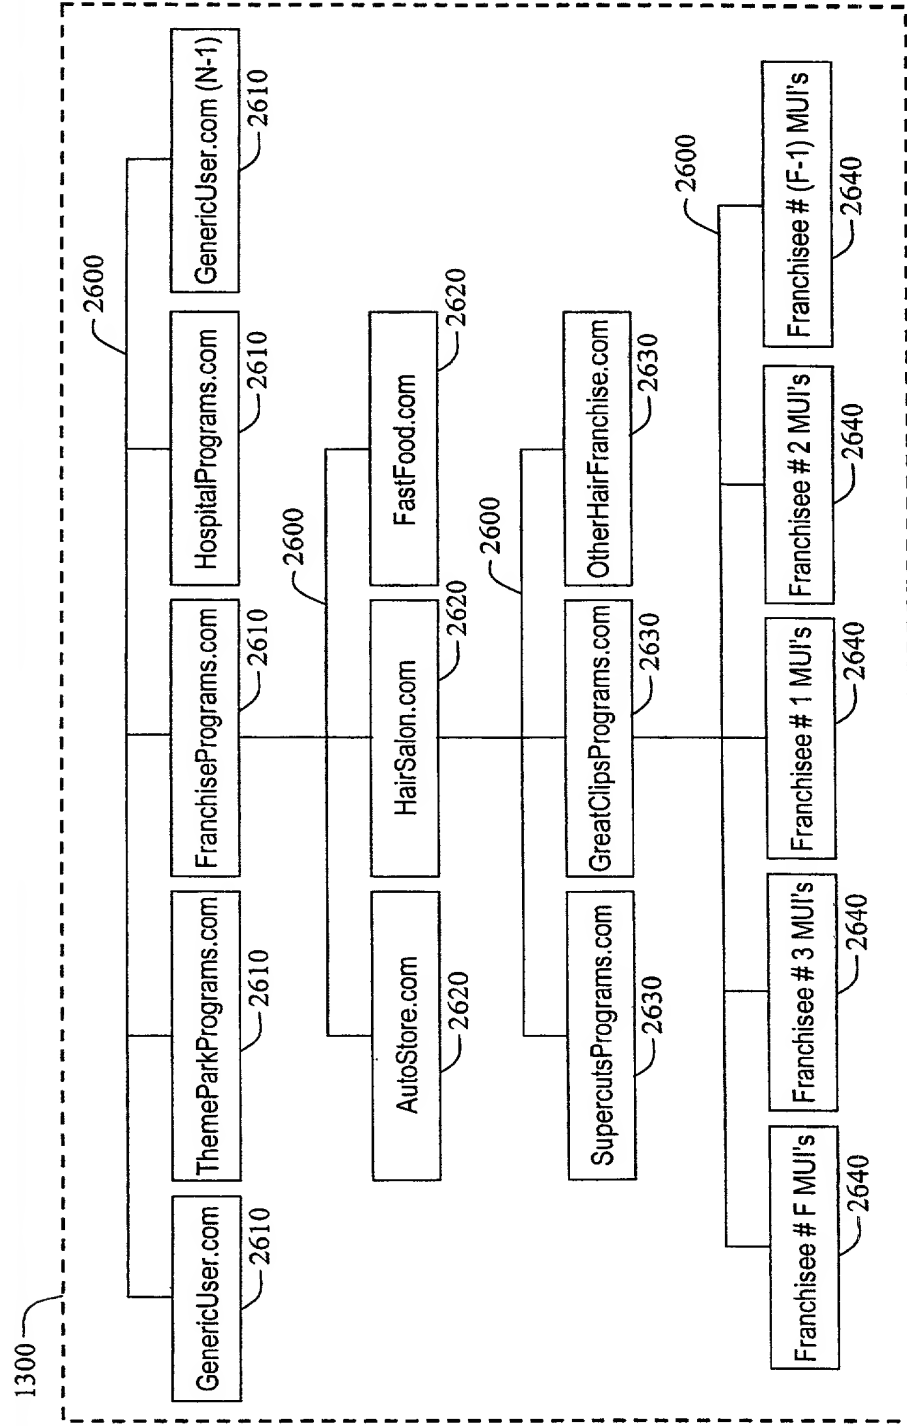 1300
2600
GenericUser.com
2610
ThemeParkPrograms.com
2610
FranchisePrograms.com
2610
HospitalPrograms.com
2610
GenericUser.com (N-1)
2610
2600
AutoStore.com
2620
HairSalon.com
2620
FastFood.com
2620
2600
SupercutsPrograms.com
2630
GreatClipsPrograms.com
2630
OtherHairFranchise.com
2630
2600
Franchisee # F MUI's
2640
Franchisee # 3 MUI's
2640
Franchisee # 1 MUI's
2640
Franchisee # 2 MUI's
2640
Franchisee # (F-1) MUI's
2640